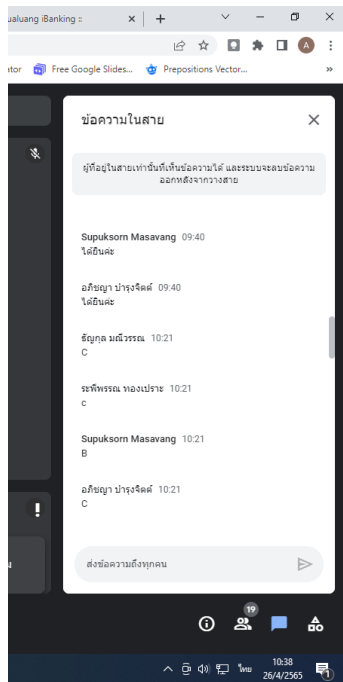 ualuang iBanking ::
ator
Free Google Slides...
Prepositions Vector...
A
ข้อความในสาย
ผู้ที่อยู่ในสายเท่านั้นที่เห็นข้อความได้ และระบบจะลบข้อความ
ออกหลังจากวางสาย
Supuksorn Masavang 09:40
ได้ยินค่ะ
อภิชญา บำรุงจิตต์ 09:40
ได้ยินค่ะ
ธัญกุล มณีวรรณ 10:21
C
ระพีพรรณ ทองเปราะ 10:21
c
Supuksorn Masavang 10:21
B
อภิชญา บำรุงจิตต์ 10:21
C
ส่งข้อความถึงทุกคน
19
ไทย
10:38
26/4/2565
1